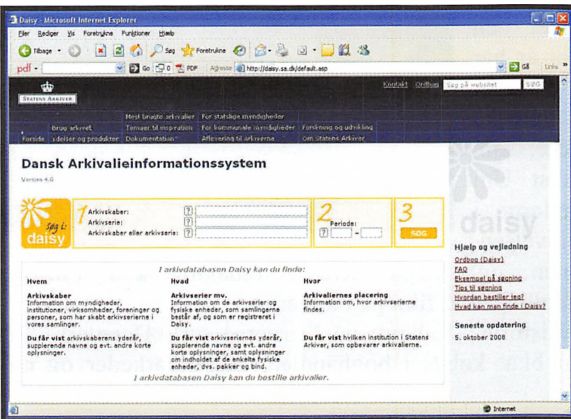 Daisy - Microsoft Internet Explorer
Filer Rediger Vis Foretrukne Funktioner Hjælp
Tilbage Søg Foretrukne
pdf Go PDF Adresse http://daisy.sa.dk/default.asp Gå Links
Kontakt Ordbog Søg på websitet SØG
STATENS ARKIVER
Mest brugte arkivalier For statslige myndigheder
Brug arkivet Temaer til inspiration For kommunale myndigheder Forskning og udvikling
Forside Ydelser og produkter Dokumentation Aflevering til arkiverne Om Statens Arkiver
Dansk Arkivalieinformationssystem
Version 4.0
Søg i:
daisy
1
Arkivskaber: ?
Arkivserie: ?
Arkivskaber eller arkivserie: ?
2
Periode:
? -
3
SØG
daisy
I arkivdatabasen Daisy kan du finde:
Hvem
Arkivskaber
Information om myndigheder,
institutioner, virksomheder, foreninger og
personer, som har skabt arkivserierne i
vores samlinger.
Du får vist arkivskaberens yderår,
supplerende navne og evt. andre korte
oplysninger.
Hvad
Arkivserier mv.
Information om de arkivserier og
fysiske enheder, som samlingerne
består af, og som er registreret i
Daisy.
Du får vist arkivseriernes yderår,
supplerende navne og evt. andre
korte oplysninger, samt oplysninger
om indholdet af de enkelte fysiske
enheder, dvs. pakker og bind.
Hvor
Arkivaliernes placering
Information om, hvor arkivserierne
findes.
Du får vist hvilken institution i Statens
Arkiver, som opbevarer arkivalierne.
I arkivdatabasen Daisy kan du bestille arkivalier.
Hjælp og vejledning
Ordbog (Daisy)
FAQ
Eksempel på søgning
Tips til søgning
Hvordan bestiller jeg?
Hvad kan man finde i Daisy?
Seneste opdatering
5. oktober 2008
Internet